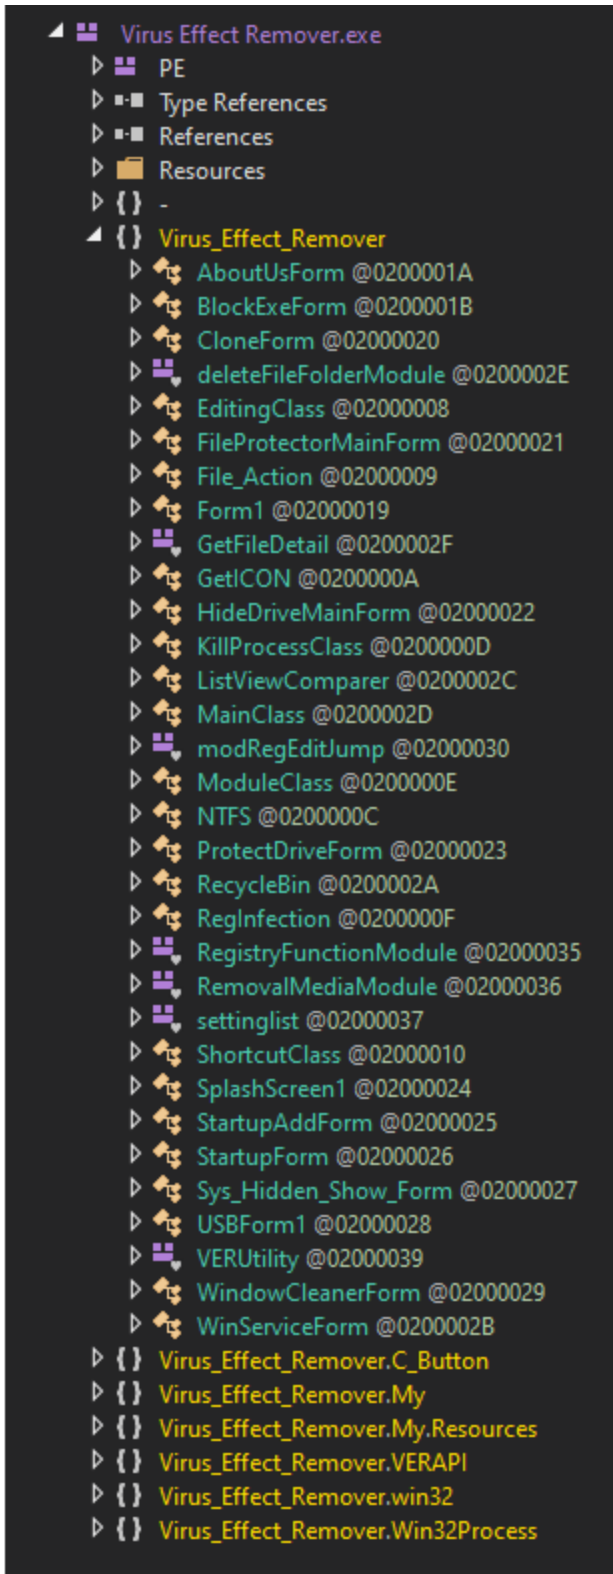 Virus Effect Remover.exe
PE
Type References
References
Resources
{ } -
{ } Virus_Effect_Remover
AboutUsForm @0200001A
BlockExeForm @0200001B
CloneForm @02000020
deleteFileFolderModule @0200002E
EditingClass @02000008
FileProtectorMainForm @02000021
File_Action @02000009
Form1 @02000019
GetFileDetail @0200002F
GetICON @0200000A
HideDriveMainForm @02000022
KillProcessClass @0200000D
ListViewComparer @0200002C
MainClass @0200002D
modRegEditJump @02000030
ModuleClass @0200000E
NTFS @0200000C
ProtectDriveForm @02000023
RecycleBin @0200002A
RegInfection @0200000F
RegistryFunctionModule @02000035
RemovalMediaModule @02000036
settinglist @02000037
ShortcutClass @02000010
SplashScreen1 @02000024
StartupAddForm @02000025
StartupForm @02000026
Sys_Hidden_Show_Form @02000027
USBForm1 @02000028
VERUtility @02000039
WindowCleanerForm @02000029
WinServiceForm @0200002B
{ } Virus_Effect_Remover.C_Button
{ } Virus_Effect_Remover.My
{ } Virus_Effect_Remover.My.Resources
{ } Virus_Effect_Remover.VERAPI
{ } Virus_Effect_Remover.win32
{ } Virus_Effect_Remover.Win32Process